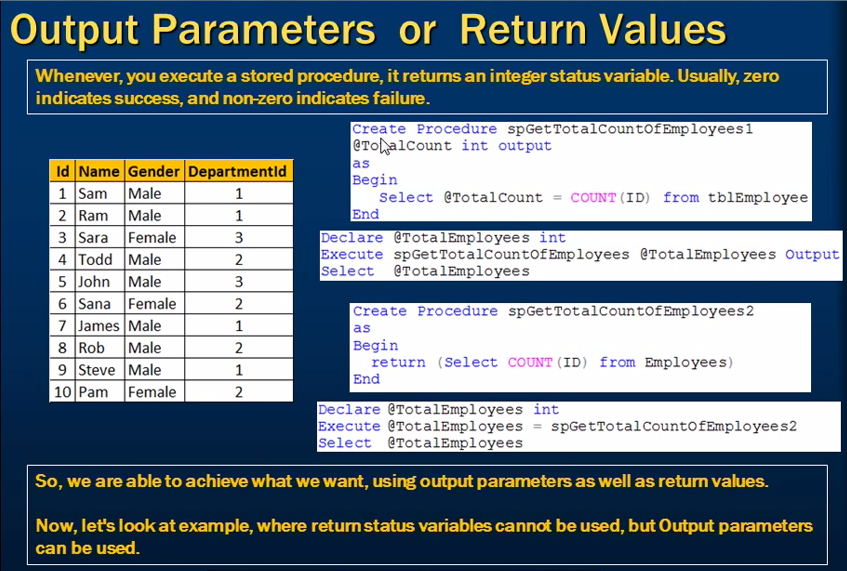 Output Parameters or Return Values
Whenever, you execute a stored procedure, it returns an integer status variable. Usually, zero
indicates success, and non-zero indicates failure.
Id Name Gender DepartmentId
1 Sam Male 1
2 Ram Male 1
3 Sara Female 3
4 Todd Male 2
5 John Male 3
6 Sana Female 2
7 James Male 1
8 Rob Male 2
9 Steve Male 1
10 Pam Female 2
Create Procedure spGetTotalCountOfEmployees1
@TotalCount int output
as
Begin
Select @TotalCount = COUNT(ID) from tblEmployee
End
Declare @TotalEmployees int
Execute spGetTotalCountOfEmployees @TotalEmployees Output
Select @TotalEmployees
Create Procedure spGetTotalCountOfEmployees2
as
Begin
return (Select COUNT(ID) from Employees)
End
Declare @TotalEmployees int
Execute @TotalEmployees = spGetTotalCountOfEmployees2
Select @TotalEmployees
So, we are able to achieve what we want, using output parameters as well as return values.
Now, let's look at example, where return status variables cannot be used, but Output parameters
can be used.